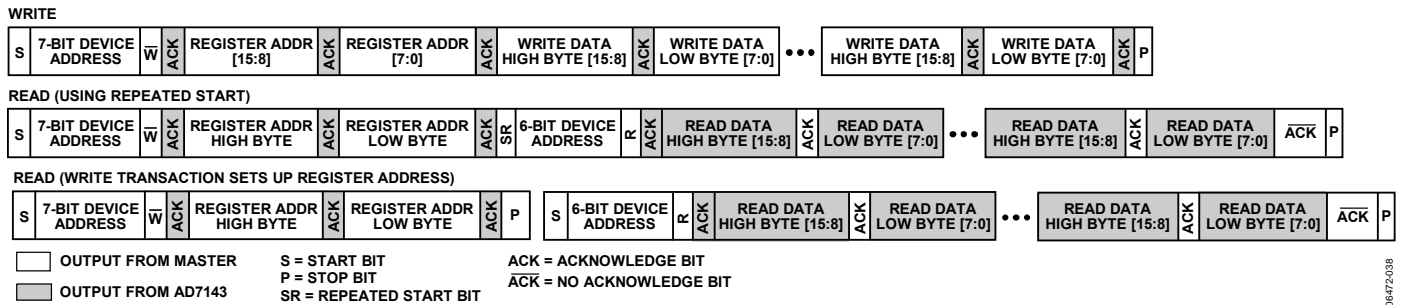 WRITE
S 7-BIT DEVICE ADDRESS W̅ ACK REGISTER ADDR [15:8] ACK REGISTER ADDR [7:0] ACK WRITE DATA HIGH BYTE [15:8] ACK WRITE DATA LOW BYTE [7:0] ••• WRITE DATA HIGH BYTE [15:8] ACK WRITE DATA LOW BYTE [7:0] ACK P
READ (USING REPEATED START)
S 7-BIT DEVICE ADDRESS W̅ ACK REGISTER ADDR HIGH BYTE ACK REGISTER ADDR LOW BYTE ACK SR 6-BIT DEVICE ADDRESS R ACK READ DATA HIGH BYTE [15:8] ACK READ DATA LOW BYTE [7:0] ••• READ DATA HIGH BYTE [15:8] ACK READ DATA LOW BYTE [7:0] A̅C̅K̅ P
READ (WRITE TRANSACTION SETS UP REGISTER ADDRESS)
S 7-BIT DEVICE ADDRESS W̅ ACK REGISTER ADDR HIGH BYTE ACK REGISTER ADDR LOW BYTE ACK P S 6-BIT DEVICE ADDRESS R ACK READ DATA HIGH BYTE [15:8] ACK READ DATA LOW BYTE [7:0] ••• READ DATA HIGH BYTE [15:8] ACK READ DATA LOW BYTE [7:0] A̅C̅K̅ P
OUTPUT FROM MASTER
OUTPUT FROM AD7143
S = START BIT
P = STOP BIT
SR = REPEATED START BIT
ACK = ACKNOWLEDGE BIT
A̅C̅K̅ = NO ACKNOWLEDGE BIT
06472-038